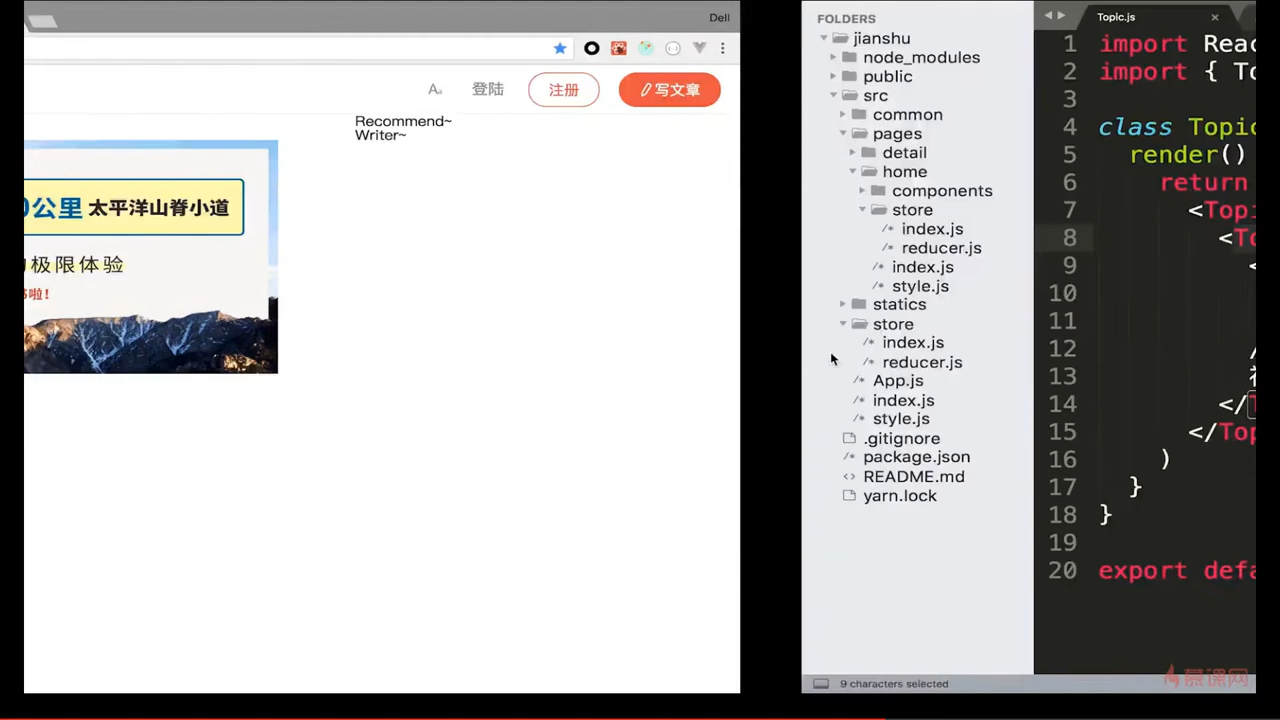 Dell
Aa 登陆 注册 写文章
Recommend~
Writer~
公里 太平洋山脊小道
极限体验
啦!
FOLDERS
jianshu
node_modules
public
src
common
pages
detail
home
components
store
index.js
reducer.js
index.js
style.js
statics
store
index.js
reducer.js
App.js
index.js
style.js
.gitignore
package.json
README.md
yarn.lock
Topic.js
1 import Reac
2 import { To
3
4 class Topic
5 render()
6 return
7 <Topi
8 <To
9 <
10
11
12 /
13
14 </
15 </Top
16 )
17 }
18 }
19
20 export defa
9 characters selected
慕课网